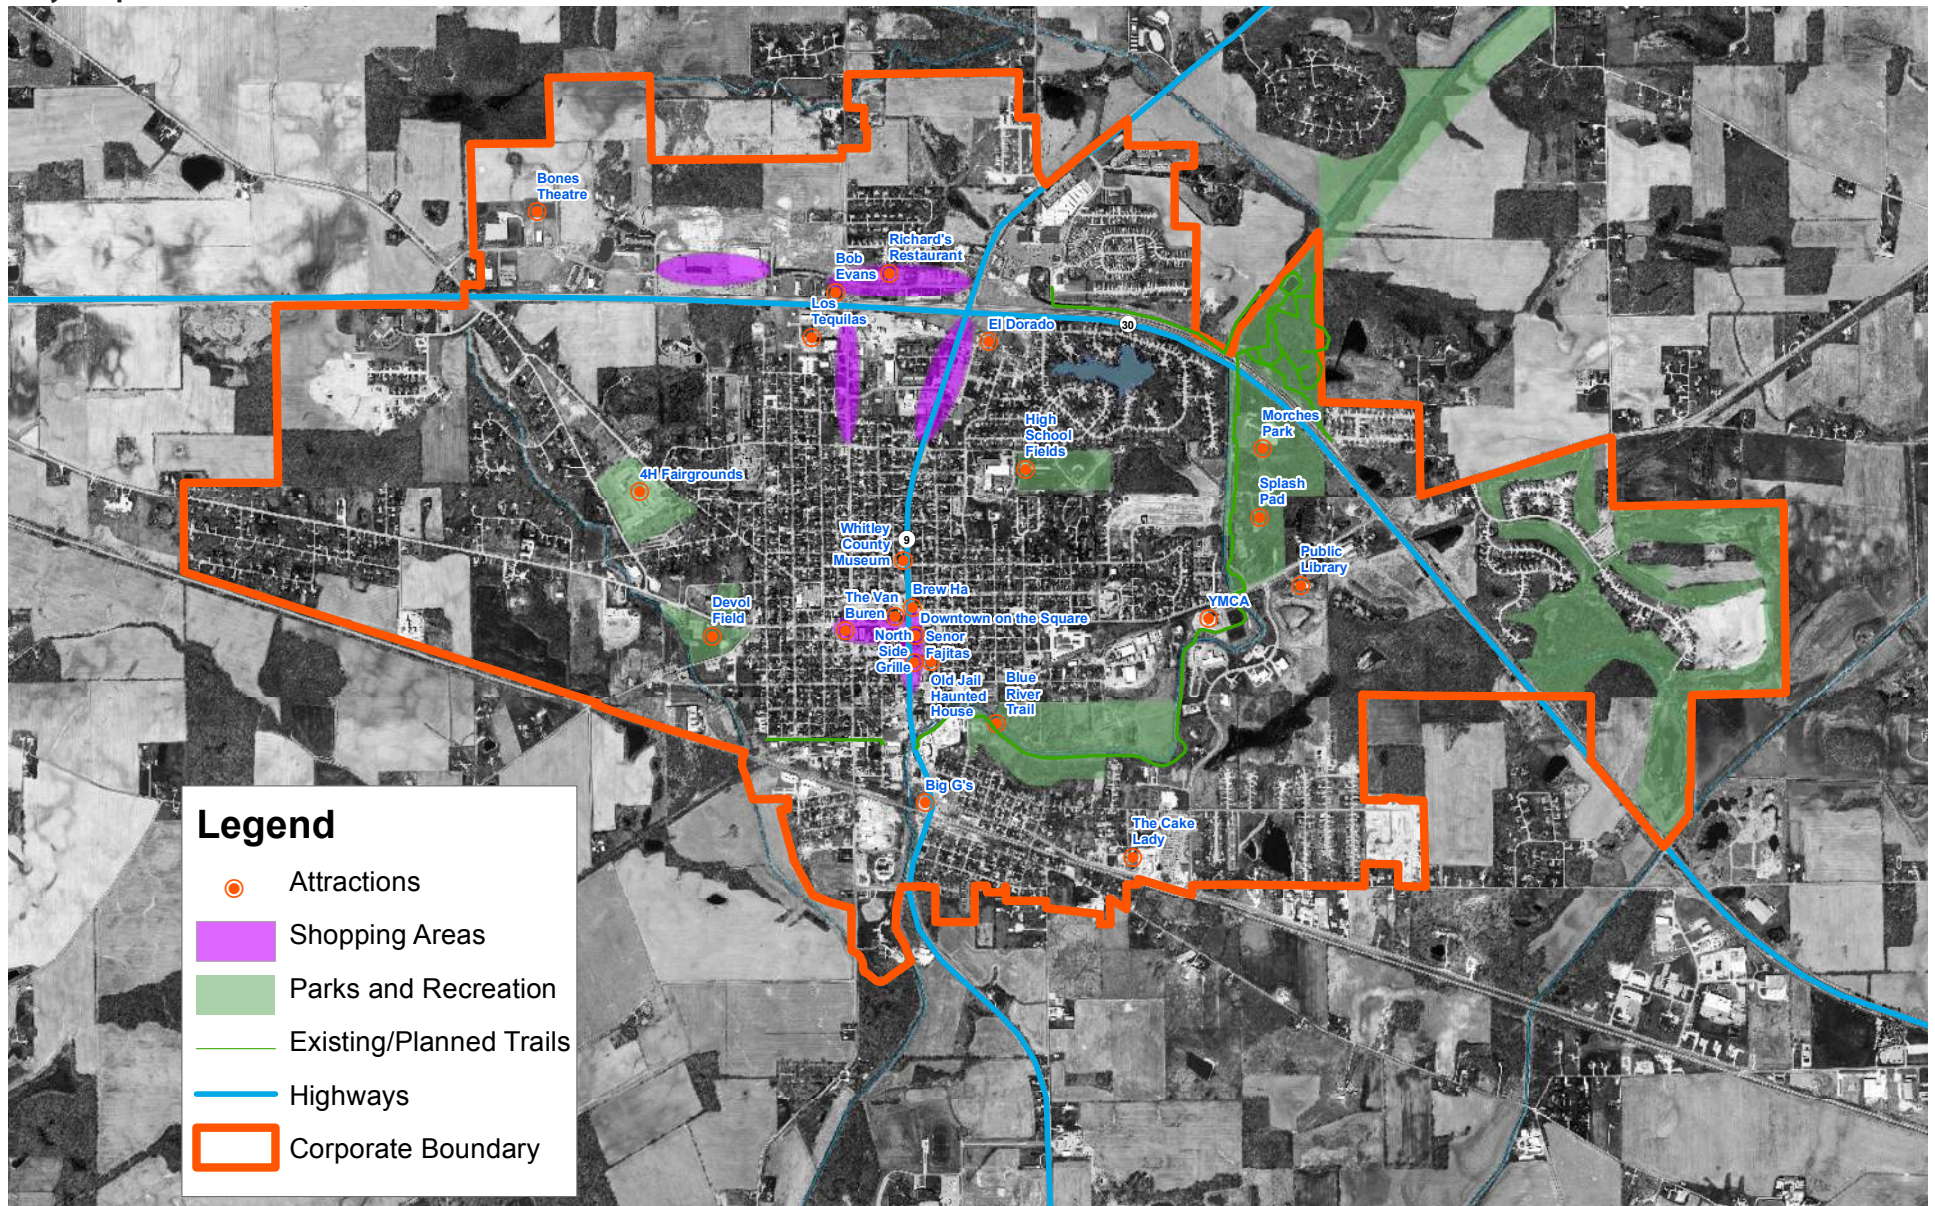 Bones
Theatre
Richard's
Restaurant
Bob
Evans
Los
Tequilas
El Dorado
30
High
School
Fields
Morches
Park
4H Fairgrounds
Splash
Pad
Whitley
County
Museum
9
Public
Library
Devol
Field
The Van
Buren
Brew Ha
YMCA
Downtown on the Square
North
Side
Grille
Senor
Fajitas
Old Jail
Haunted
House
Blue
River
Trail
Big G's
The Cake
Lady
Legend
Attractions
Shopping Areas
Parks and Recreation
Existing/Planned Trails
Highways
Corporate Boundary